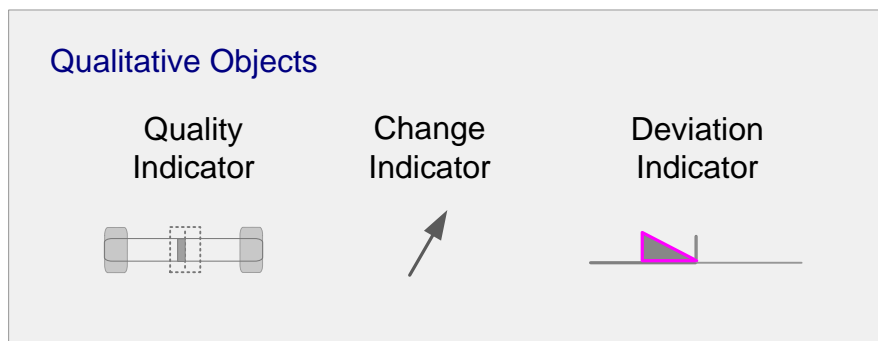 Qualitative Objects
Quality
Indicator
Change
Indicator
Deviation
Indicator